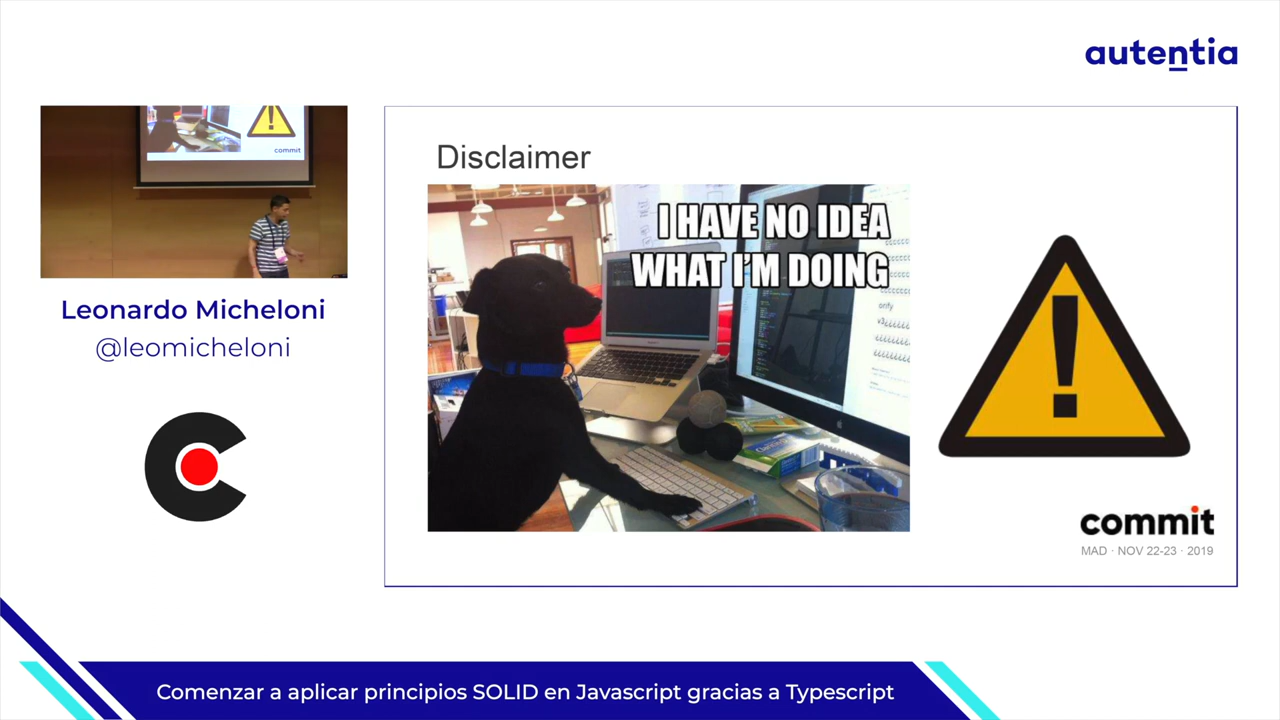 autentia
commit
Leonardo Micheloni
@leomicheloni
Disclaimer
I HAVE NO IDEA
WHAT I'M DOING
commit
MAD · NOV 22-23 · 2019
Comenzar a aplicar principios SOLID en Javascript gracias a Typescript